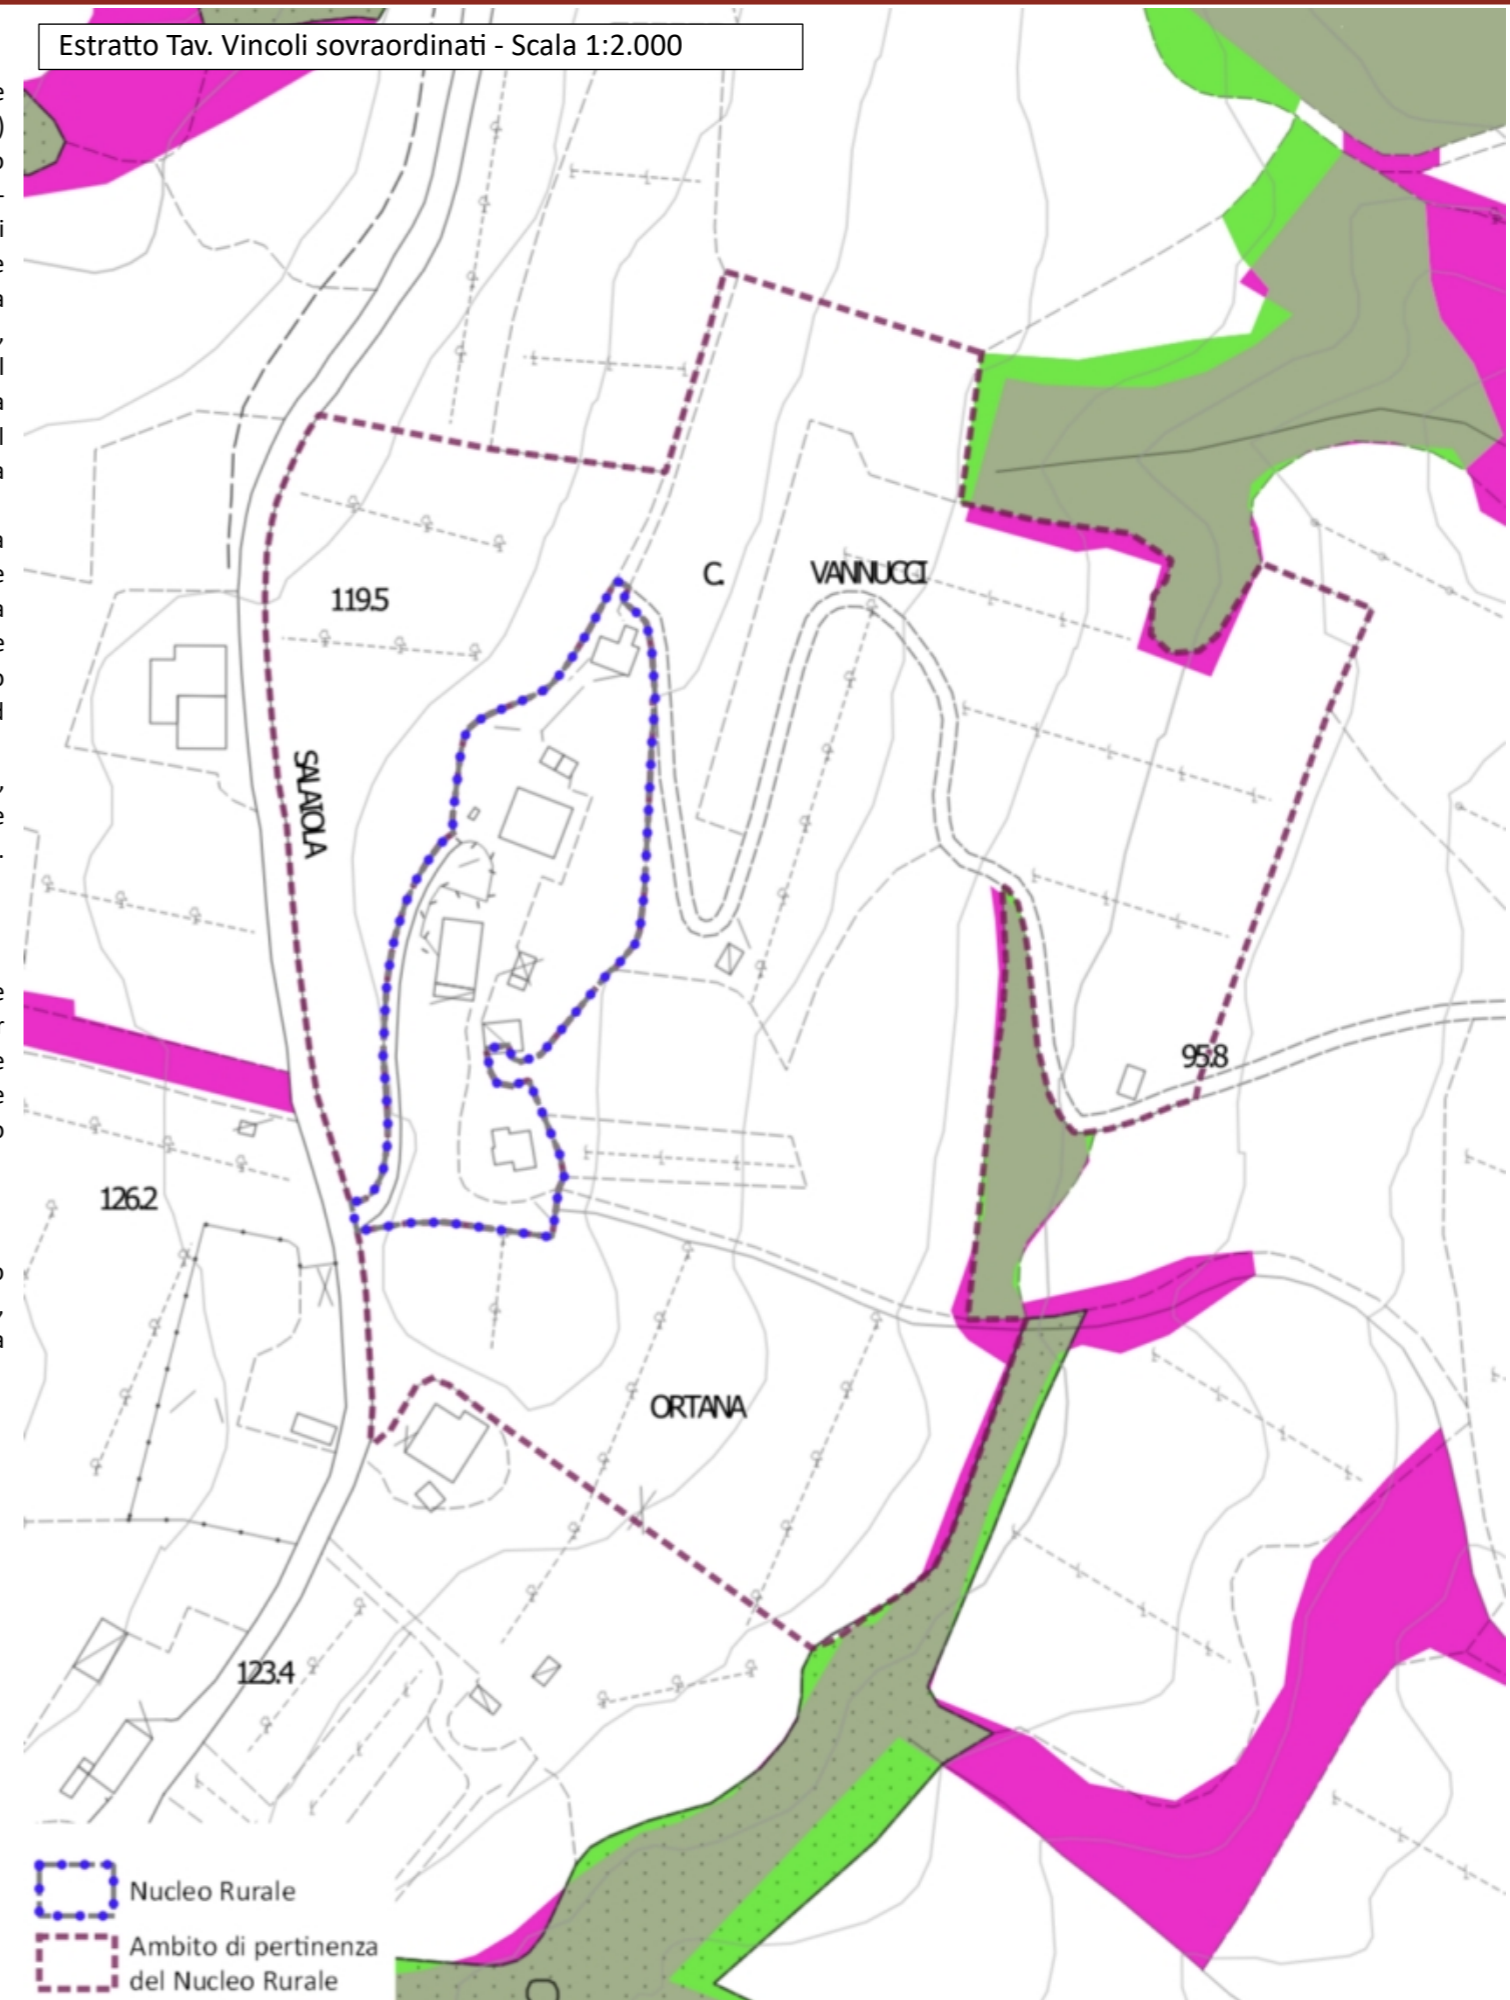 Estratto Tav. Vincoli sovraordinati - Scala 1:2.000
C. VANNUCCI
119.5
SALAIOLA
95.8
126.2
ORTANA
123.4
Nucleo Rurale
Ambito di pertinenza
del Nucleo Rurale